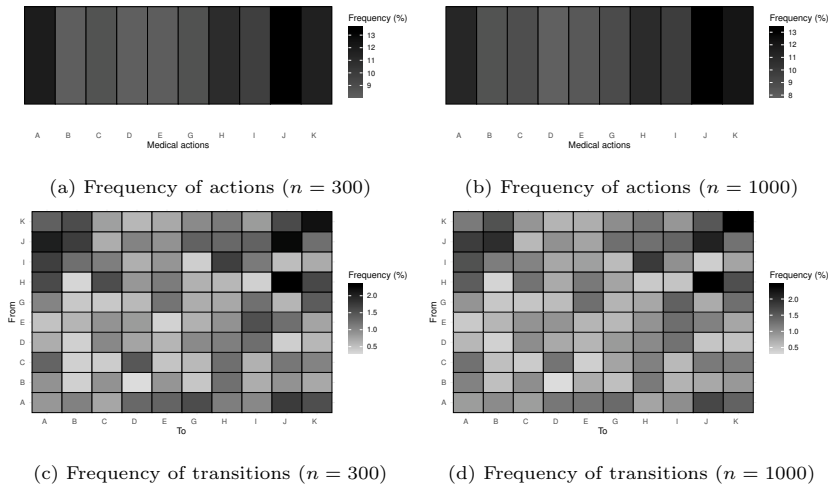 Frequency (%)
13
12
11
10
9
A B C D E G H I J K
Medical actions
(a) Frequency of actions (n = 300)
Frequency (%)
13
12
11
10
9
8
A B C D E G H I J K
Medical actions
(b) Frequency of actions (n = 1000)
K
J
I
H
G
E
D
C
B
A
From
A B C D E G H I J K
To
Frequency (%)
2.0
1.5
1.0
0.5
(c) Frequency of transitions (n = 300)
K
J
I
H
G
E
D
C
B
A
From
A B C D E G H I J K
To
Frequency (%)
2.0
1.5
1.0
0.5
(d) Frequency of transitions (n = 1000)